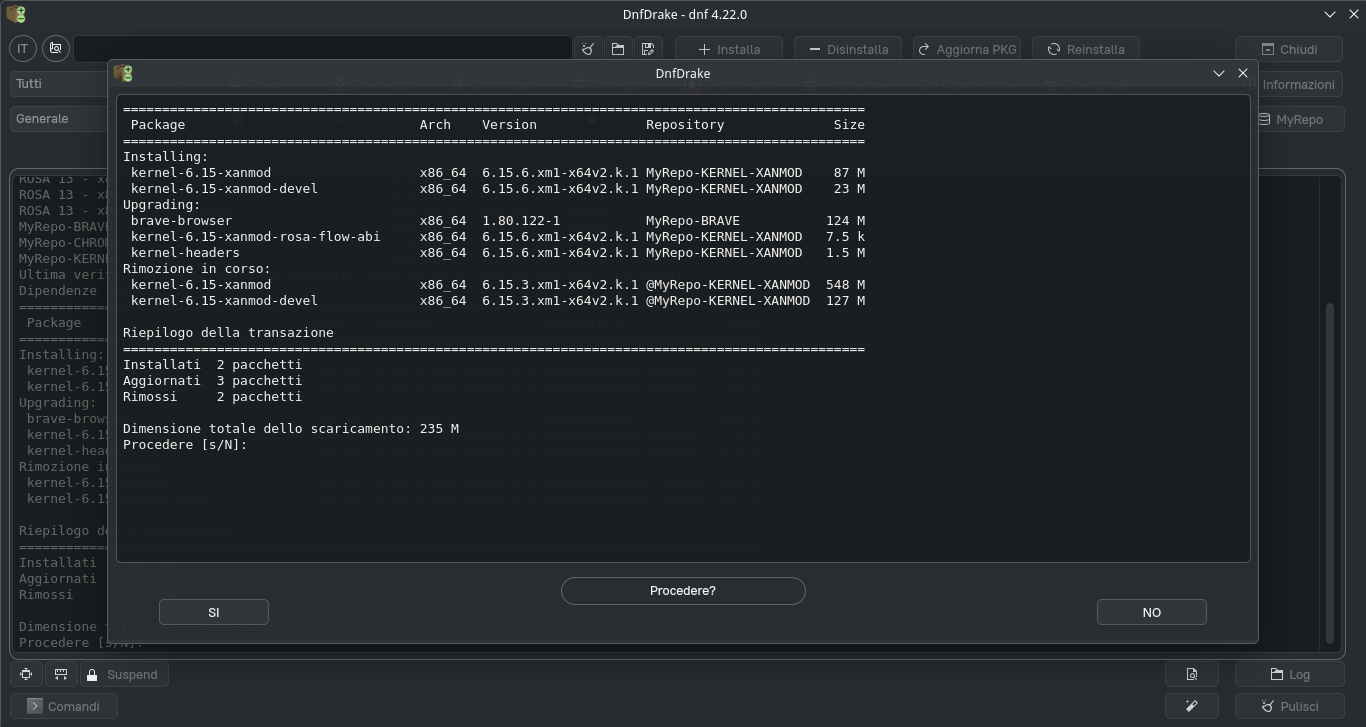 DnfDrake - dnf 4.22.0
IT
Installa
Disinstalla
Aggiorna PKG
Reinstalla
Chiudi
Tutti
Informazioni
Generale
MyRepo
DnfDrake
===============================================================================================
 Package                              Arch    Version              Repository              Size
===============================================================================================
Installing:
 kernel-6.15-xanmod                   x86_64  6.15.6.xm1-x64v2.k.1 MyRepo-KERNEL-XANMOD    87 M
 kernel-6.15-xanmod-devel             x86_64  6.15.6.xm1-x64v2.k.1 MyRepo-KERNEL-XANMOD    23 M
Upgrading:
 brave-browser                        x86_64  1.80.122-1           MyRepo-BRAVE           124 M
 kernel-6.15-xanmod-rosa-flow-abi     x86_64  6.15.6.xm1-x64v2.k.1 MyRepo-KERNEL-XANMOD   7.5 k
 kernel-headers                       x86_64  6.15.6.xm1-x64v2.k.1 MyRepo-KERNEL-XANMOD   1.5 M
Rimozione in corso:
 kernel-6.15-xanmod                   x86_64  6.15.3.xm1-x64v2.k.1 @MyRepo-KERNEL-XANMOD  548 M
 kernel-6.15-xanmod-devel             x86_64  6.15.3.xm1-x64v2.k.1 @MyRepo-KERNEL-XANMOD  127 M
Riepilogo della transazione
===============================================================================================
Installati  2 pacchetti
Aggiornati  3 pacchetti
Rimossi     2 pacchetti
Dimensione totale dello scaricamento: 235 M
Procedere [s/N]:
Procedere?
SI
NO
ROSA 13 -
ROSA 13 -
ROSA 13 -
MyRepo-BRAV
MyRepo-CHRO
MyRepo-KERN
Ultima veri
Dipendenze
===========
 Package
===========
Installing:
 kernel-6.15
 kernel-6.15
Upgrading:
 brave-brows
 kernel-6.15
 kernel-hea
Rimozione in
 kernel-6.15
 kernel-6.15
Riepilogo de
===========
Installati
Aggiornati
Rimossi
Dimensione
Procedere [s/N]:
Suspend
Log
Comandi
Pulisci